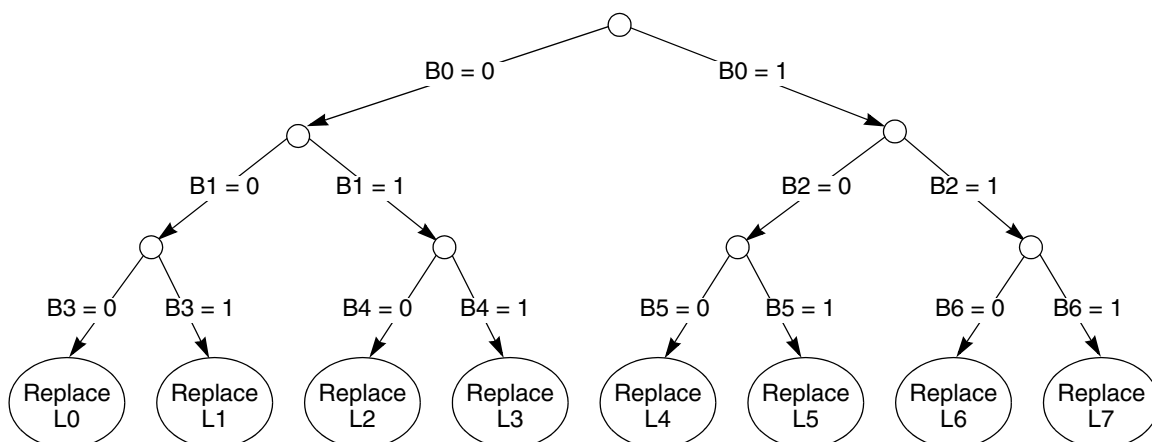 B0 = 0
B0 = 1
B1 = 0
B1 = 1
B2 = 0
B2 = 1
B3 = 0
B3 = 1
B4 = 0
B4 = 1
B5 = 0
B5 = 1
B6 = 0
B6 = 1
Replace
L0
Replace
L1
Replace
L2
Replace
L3
Replace
L4
Replace
L5
Replace
L6
Replace
L7